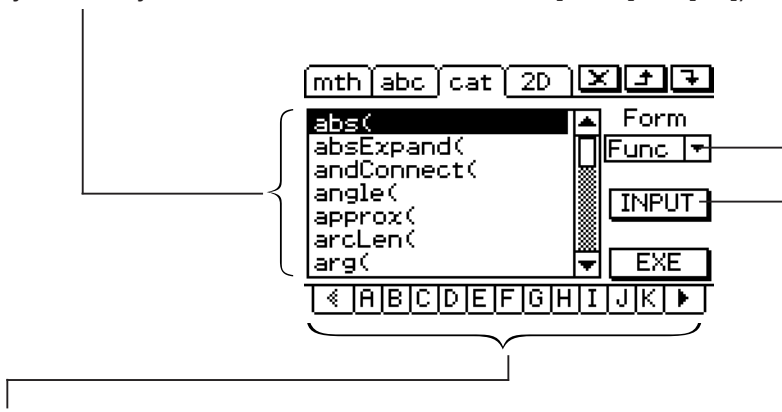 mth abc cat 2D
abs(
absExpand(
andConnect(
angle(
approx(
arcLen(
arg(
Form
Func
INPUT
EXE
A B C D E F G H I J K